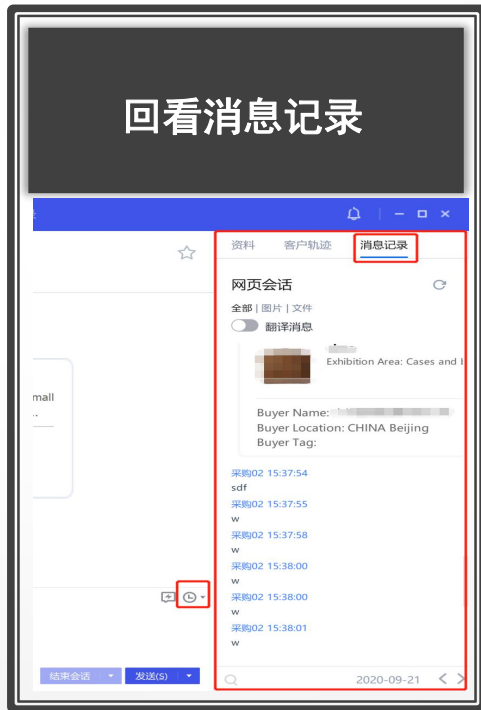 回看消息记录
资料 客户轨迹 消息记录
网页会话
全部 | 图片 | 文件
翻译消息
Exhibition Area: Cases and
mall
..
Buyer Name:
Buyer Location: CHINA Beijing
Buyer Tag:
采购02 15:37:54
sdf
采购02 15:37:55
w
采购02 15:37:58
w
采购02 15:38:00
w
采购02 15:38:00
w
采购02 15:38:01
w
结束会话 发送(S)
2020-09-21